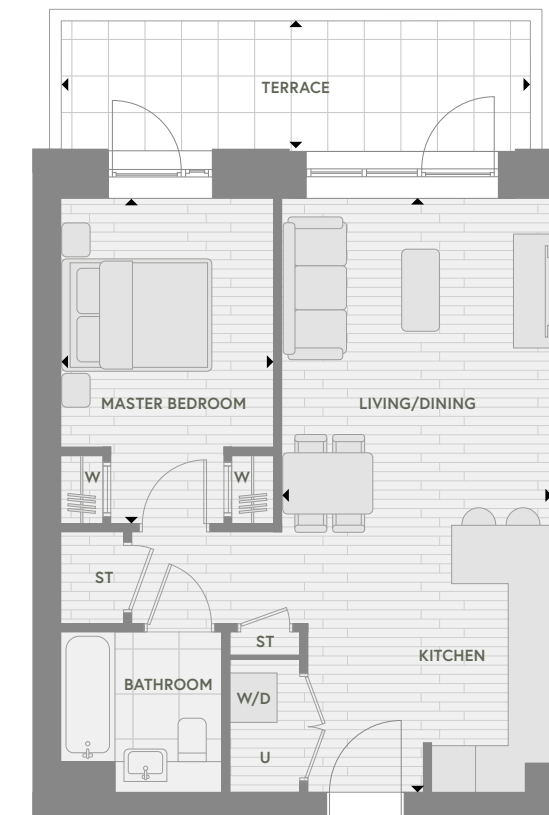 TERRACE
MASTER BEDROOM
LIVING/DINING
W
W
ST
ST
KITCHEN
BATHROOM
W/D
U